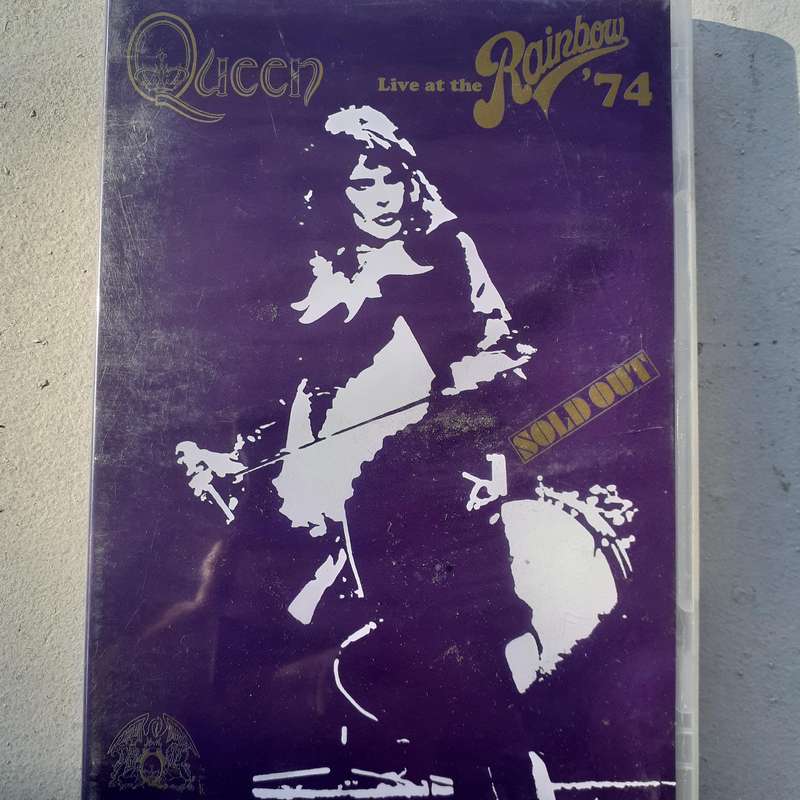 Queen
Live at the Rainbow '74
SOLD OUT